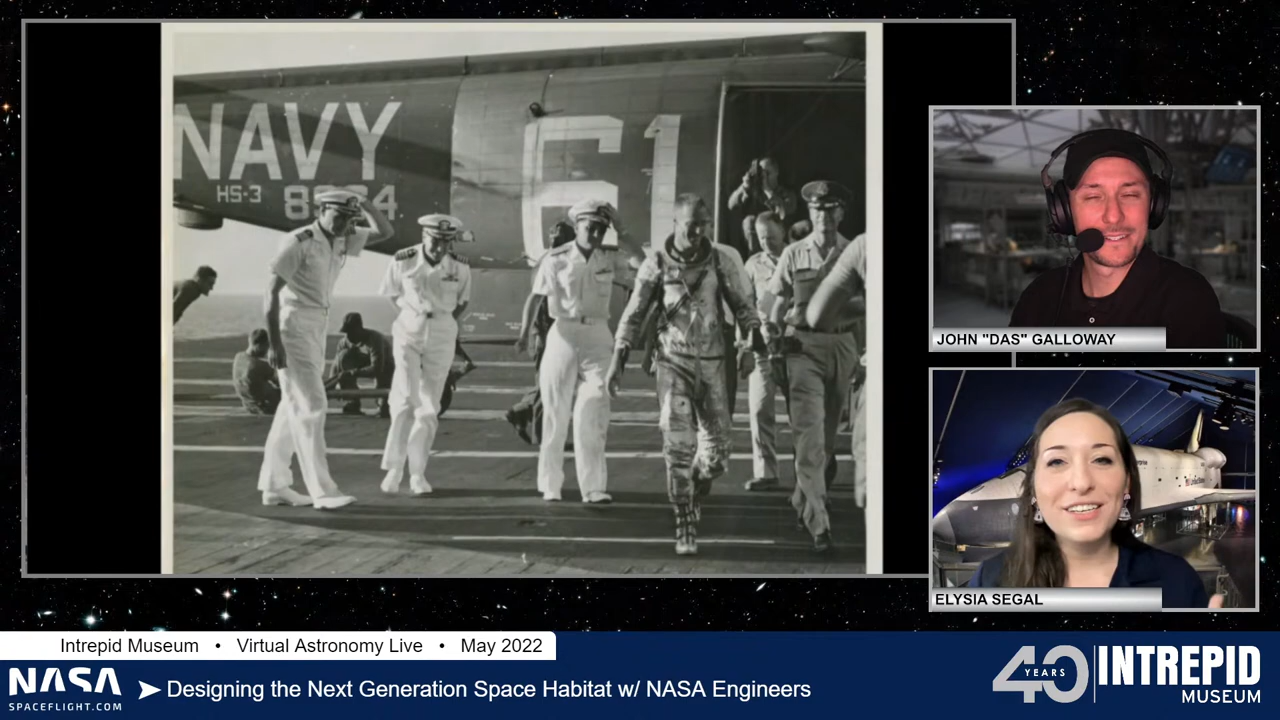 NAVY
HS-3 8
61
JOHN "DAS" GALLOWAY
ELYSIA SEGAL
Intrepid Museum • Virtual Astronomy Live • May 2022
NASA
SPACEFLIGHT.COM
Designing the Next Generation Space Habitat w/ NASA Engineers
40
YEARS
INTREPID
MUSEUM